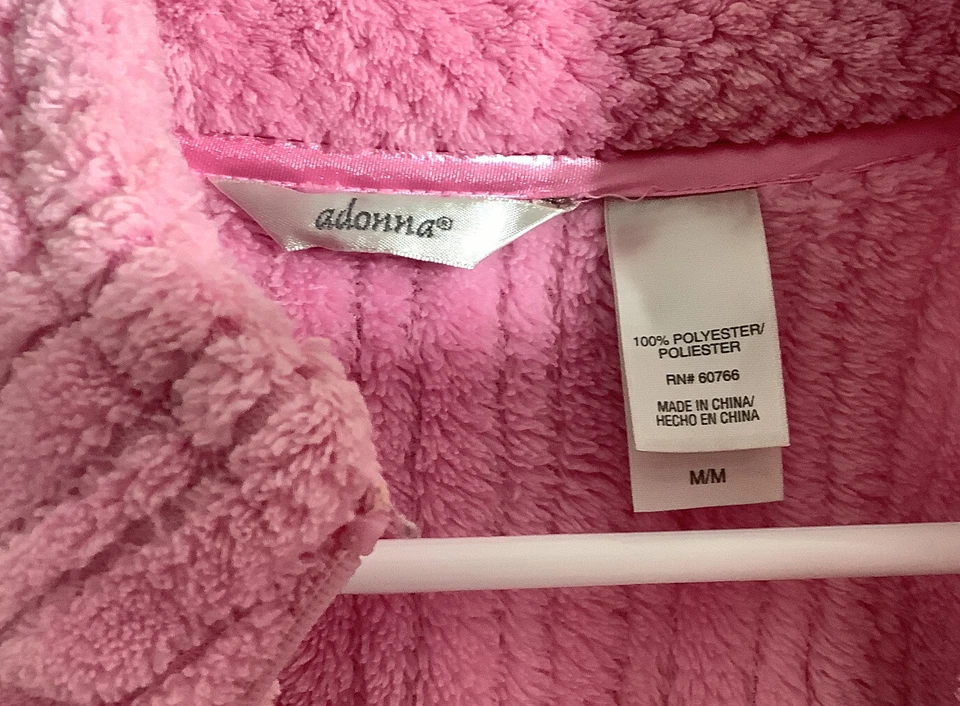 adonna®
100% POLYESTER/
POLIESTER
RN# 60766
MADE IN CHINA/
HECHO EN CHINA
M/M